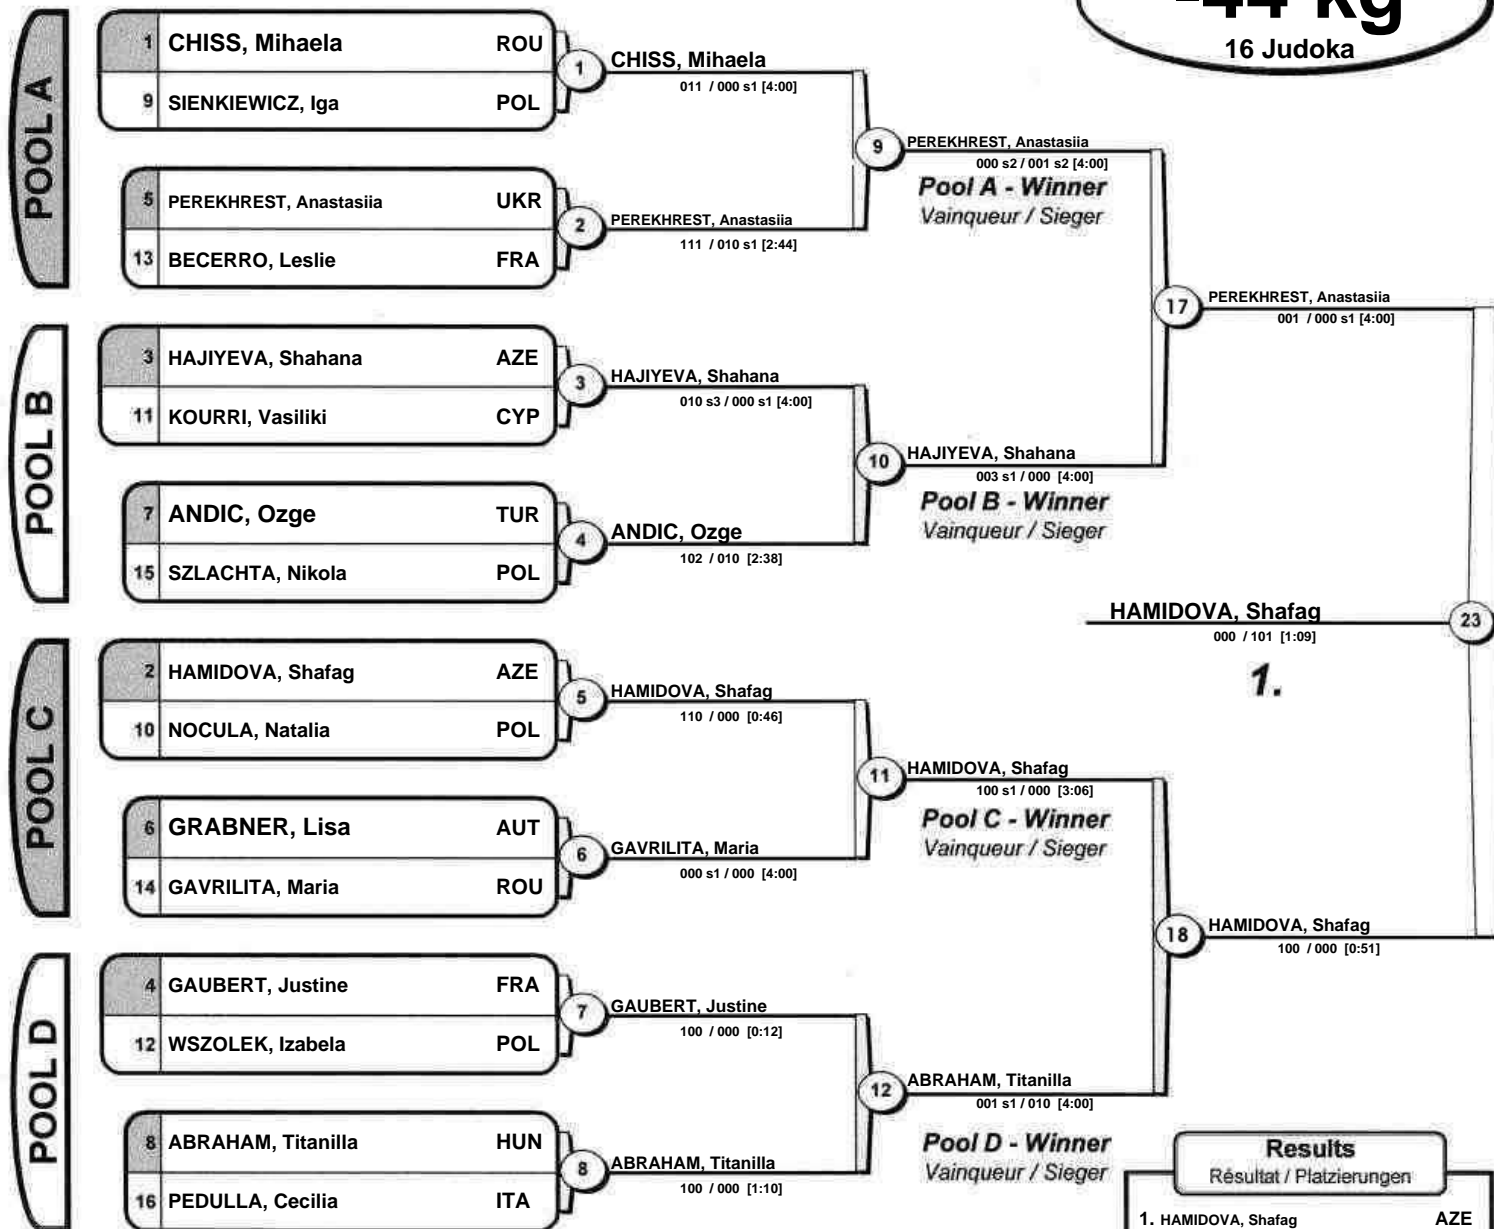 -44 kg
16 Judoka
POOL A
1 CHISS, Mihaela ROU
9 SIENKIEWICZ, Iga POL
1 CHISS, Mihaela
011 / 000 s1 [4:00]
5 PEREKHREST, Anastasiia UKR
13 BECERRO, Leslie FRA
2 PEREKHREST, Anastasiia
111 / 010 s1 [2:44]
9 PEREKHREST, Anastasiia
000 s2 / 001 s2 [4:00]
Pool A - Winner
Vainqueur / Sieger
POOL B
3 HAJIYEVA, Shahana AZE
11 KOURRI, Vasiliki CYP
3 HAJIYEVA, Shahana
010 s3 / 000 s1 [4:00]
7 ANDIC, Ozge TUR
15 SZLACHTA, Nikola POL
4 ANDIC, Ozge
102 / 010 [2:38]
10 HAJIYEVA, Shahana
003 s1 / 000 [4:00]
Pool B - Winner
Vainqueur / Sieger
17 PEREKHREST, Anastasiia
001 / 000 s1 [4:00]
HAMIDOVA, Shafag 23
000 / 101 [1:09]
1.
POOL C
2 HAMIDOVA, Shafag AZE
10 NOCULA, Natalia POL
5 HAMIDOVA, Shafag
110 / 000 [0:46]
6 GRABNER, Lisa AUT
14 GAVRILITA, Maria ROU
6 GAVRILITA, Maria
000 s1 / 000 [4:00]
11 HAMIDOVA, Shafag
100 s1 / 000 [3:06]
Pool C - Winner
Vainqueur / Sieger
18 HAMIDOVA, Shafag
100 / 000 [0:51]
POOL D
4 GAUBERT, Justine FRA
12 WSZOLEK, Izabela POL
7 GAUBERT, Justine
100 / 000 [0:12]
8 ABRAHAM, Titanilla HUN
16 PEDULLA, Cecilia ITA
8 ABRAHAM, Titanilla
100 / 000 [1:10]
12 ABRAHAM, Titanilla
001 s1 / 010 [4:00]
Pool D - Winner
Vainqueur / Sieger
Results
Résultat / Platzierungen
1. HAMIDOVA, Shafag AZE